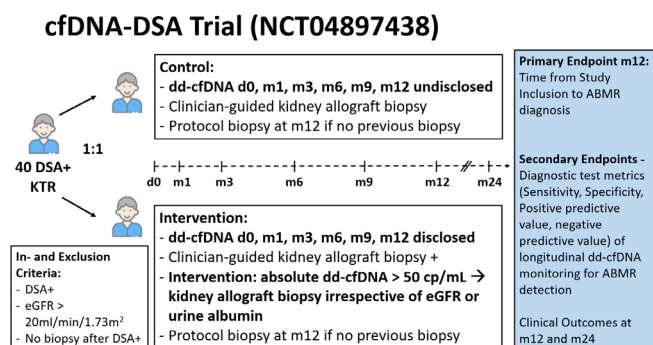 cfDNA-DSA Trial (NCT04897438)
Control:
- dd-cfDNA d0, m1, m3, m6, m9, m12 undisclosed
- Clinician-guided kidney allograft biopsy
- Protocol biopsy at m12 if no previous biopsy
1:1
40 DSA+
KTR
d0 m1 m3 m6 m9 m12 m24
Intervention:
- dd-cfDNA d0, m1, m3, m6, m9, m12 disclosed
- Clinician-guided kidney allograft biopsy +
- Intervention: absolute dd-cfDNA > 50 cp/mL →
kidney allograft biopsy irrespective of eGFR or
urine albumin
- Protocol biopsy at m12 if no previous biopsy
In- and Exclusion
Criteria:
- DSA+
- eGFR >
20ml/min/1.73m²
- No biopsy after DSA+
Primary Endpoint m12:
Time from Study
Inclusion to ABMR
diagnosis
Secondary Endpoints -
Diagnostic test metrics
(Sensitivity, Specificity,
Positive predictive
value, negative
predictive value) of
longitudinal dd-cfDNA
monitoring for ABMR
detection
Clinical Outcomes at
m12 and m24